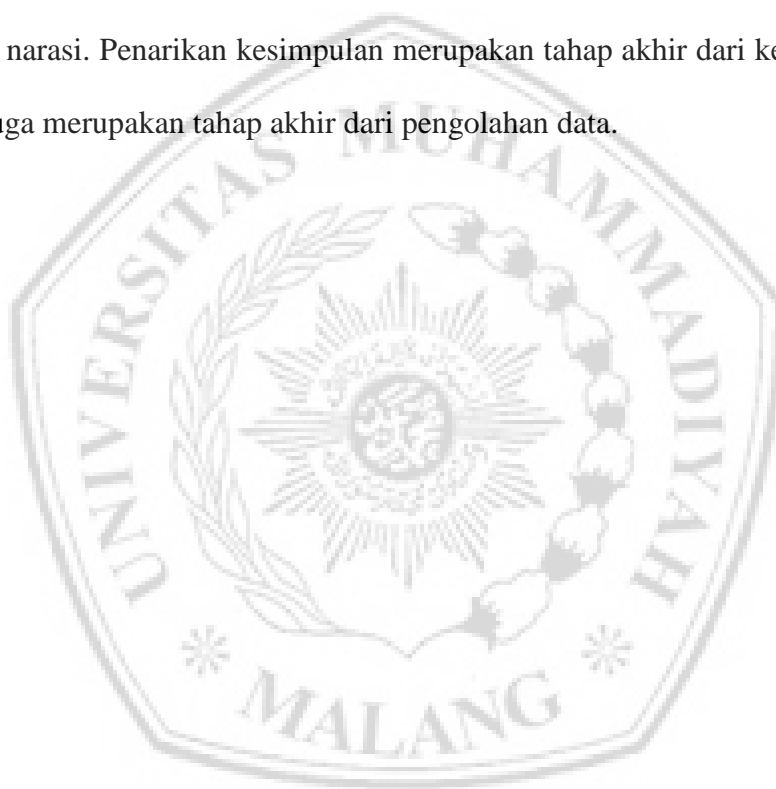 narasi. Penarikan kesimpulan merupakan tahap akhir dari
merupakan tahap akhir dari pengolahan data.
UNIVERSITAS MUHAMMADIYAH
MALANG